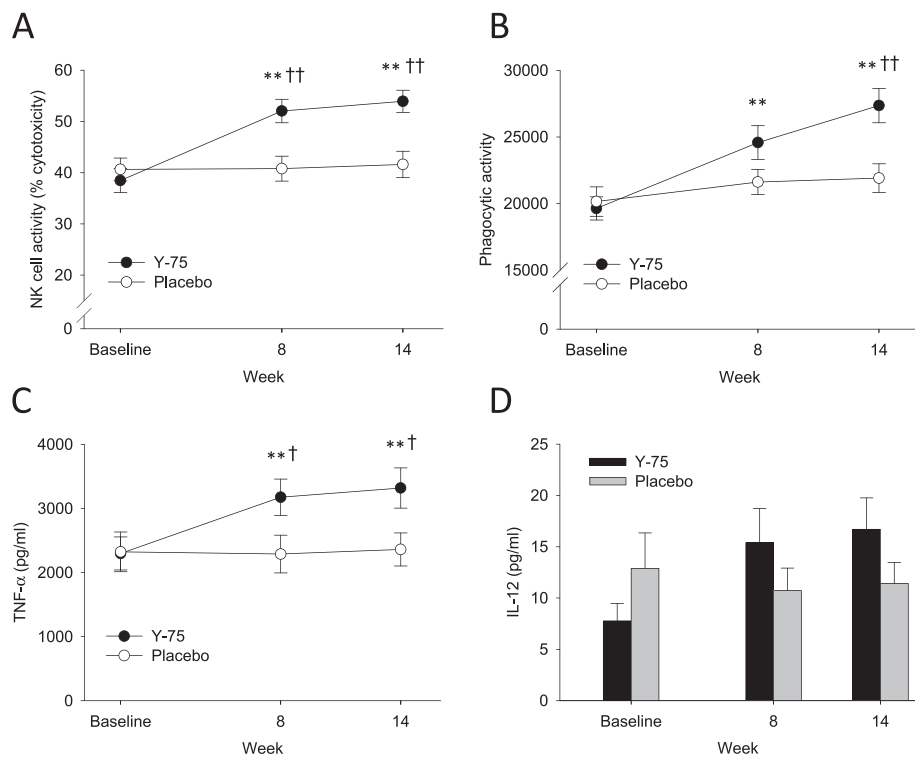 A
NK cell activity (% cytotoxicity)
60
50
40
30
20
0
** ††
** ††
Y-75
Placebo
Baseline
8
14
Week
B
Phagocytic activity
30000
25000
20000
15000
0
**
** ††
Y-75
Placebo
Baseline
8
14
Week
C
TNF-α (pg/ml)
4000
3000
2000
1000
0
** †
** †
Y-75
Placebo
Baseline
8
14
Week
D
IL-12 (pg/ml)
25
20
15
10
5
0
Y-75
Placebo
Baseline
8
14
Week